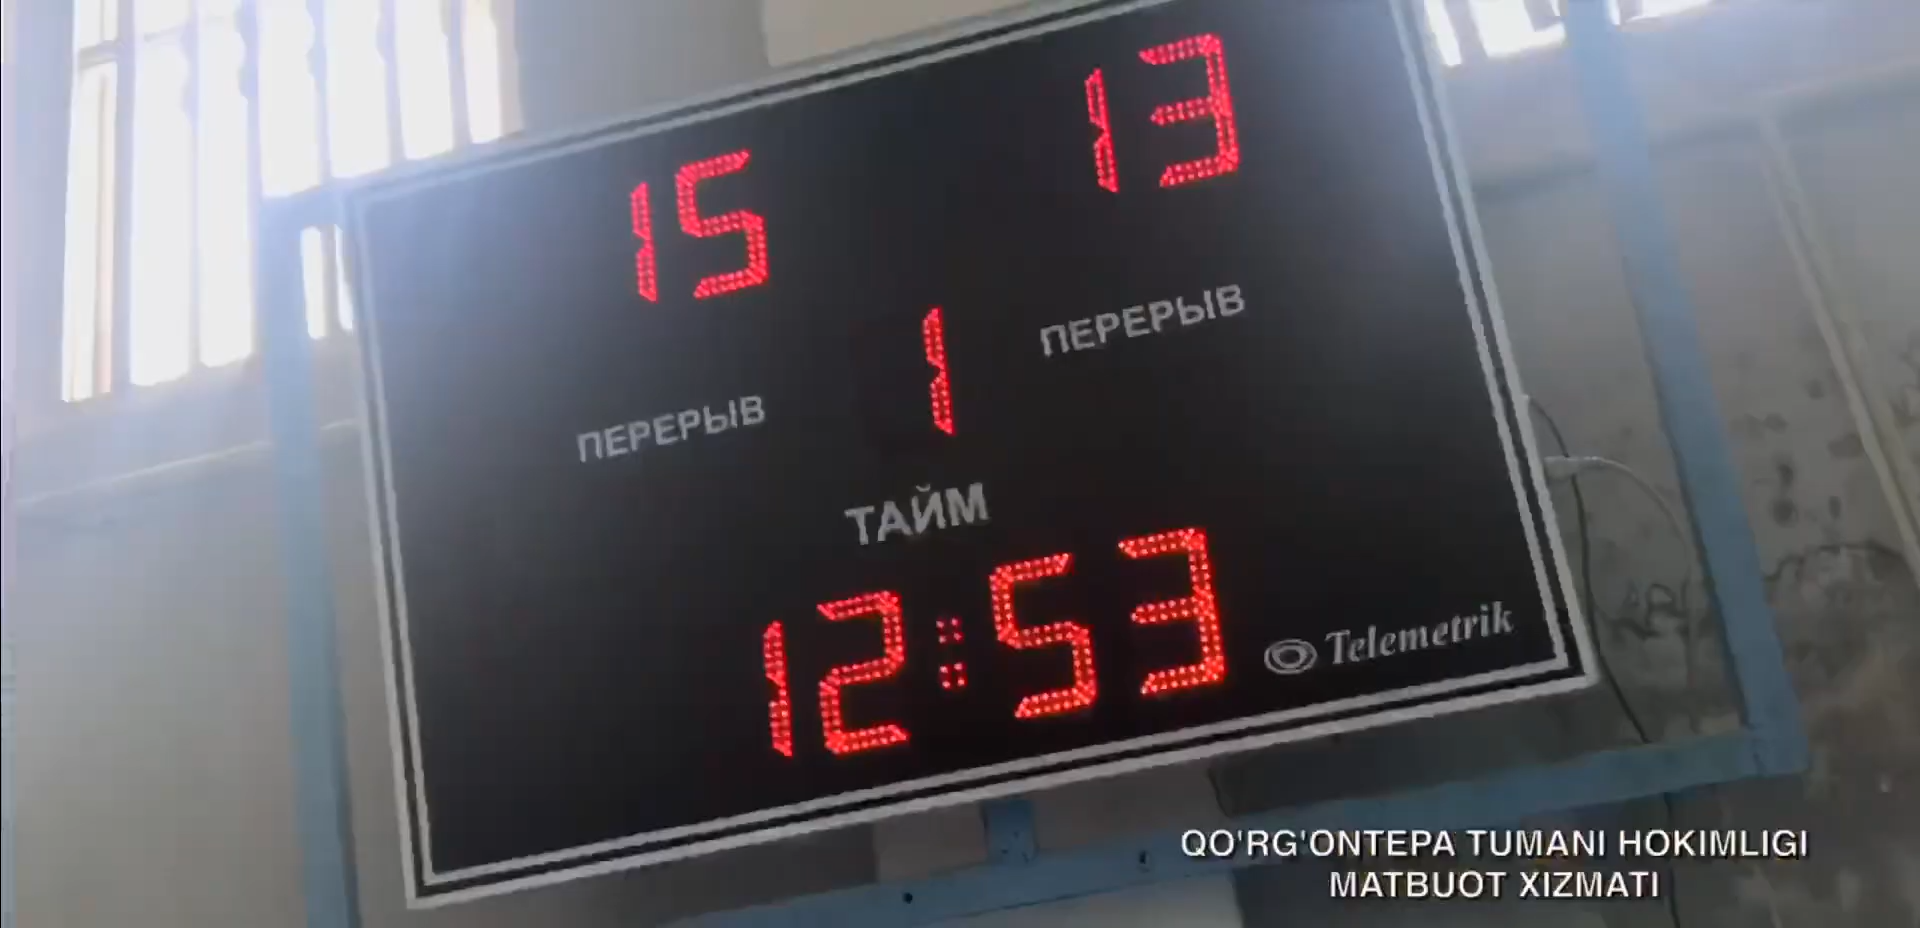 15 13
1
ПЕРЕРЫВ ПЕРЕРЫВ
ТАЙМ
12:53
Telemetrik
QO'RG'ONTEPA TUMANI HOKIMLIGI
MATBUOT XIZMATI